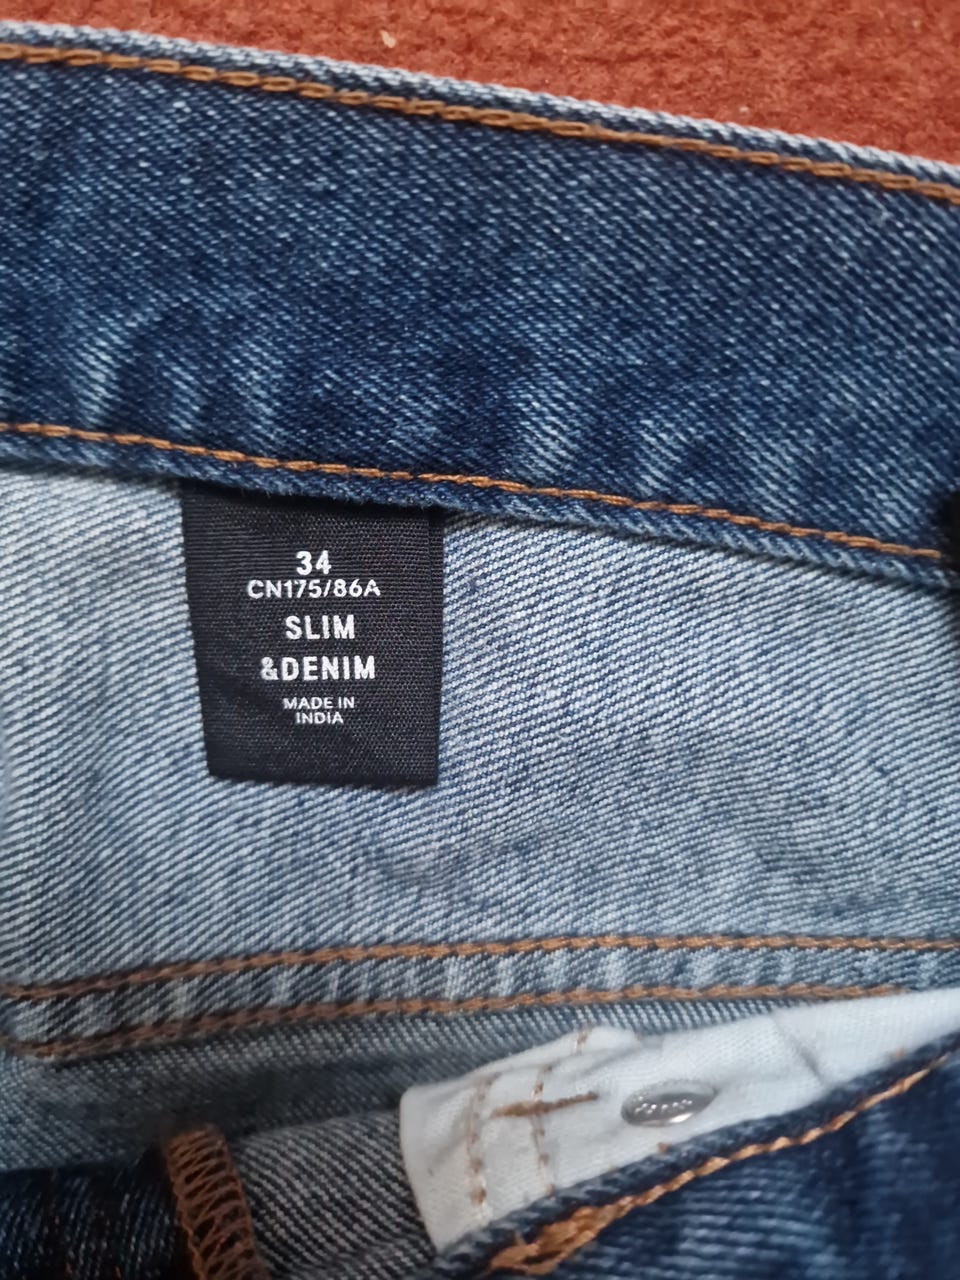 34
CN175/86A
SLIM
&DENIM
MADE IN
INDIA